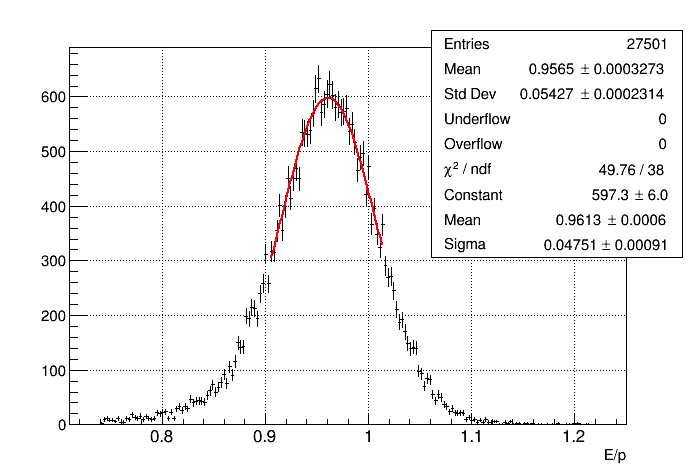 Entries 27501
Mean 0.9565 ± 0.0003273
Std Dev 0.05427 ± 0.0002314
Underflow 0
Overflow 0
χ² / ndf 49.76 / 38
Constant 597.3 ± 6.0
Mean 0.9613 ± 0.0006
Sigma 0.04751 ± 0.00091
600
500
400
300
200
100
0
0.8 0.9 1 1.1 1.2
E/p